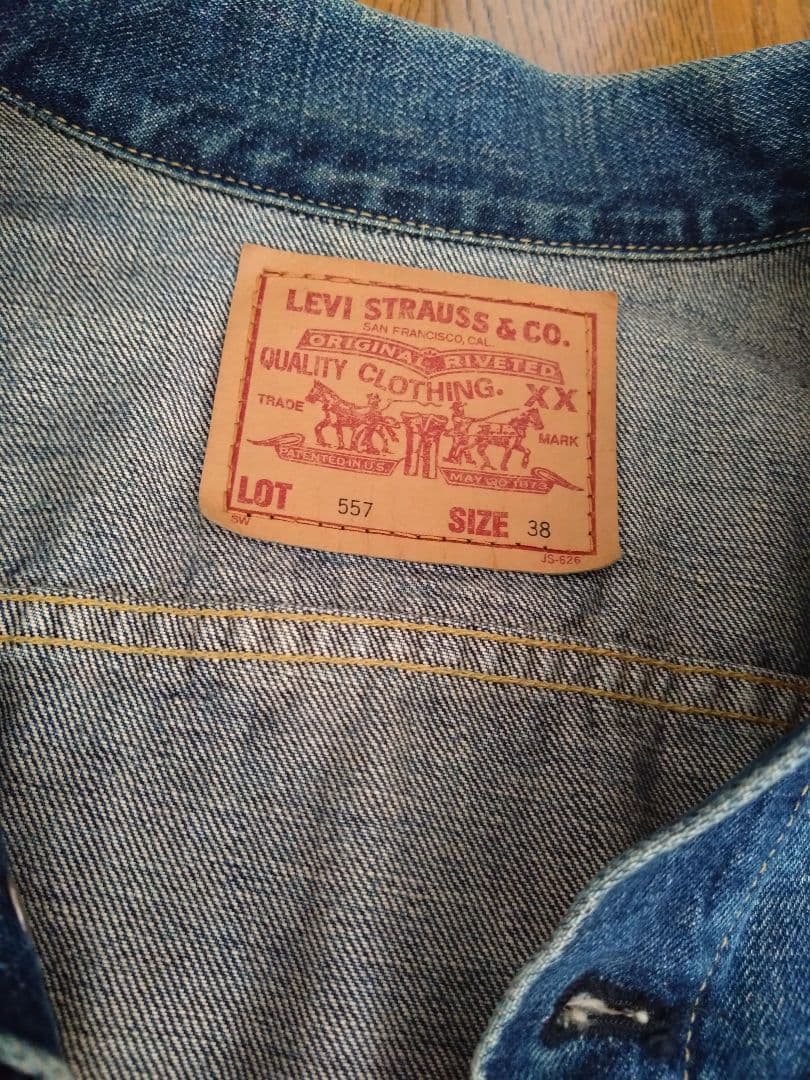 LEVI STRAUSS & CO.
SAN FRANCISCO, CAL.
ORIGINAL RIVETED
QUALITY CLOTHING. XX
TRADE MARK
PATENTED IN U.S. MAY 20 1873
LOT 557 SIZE 38
SW JS-626